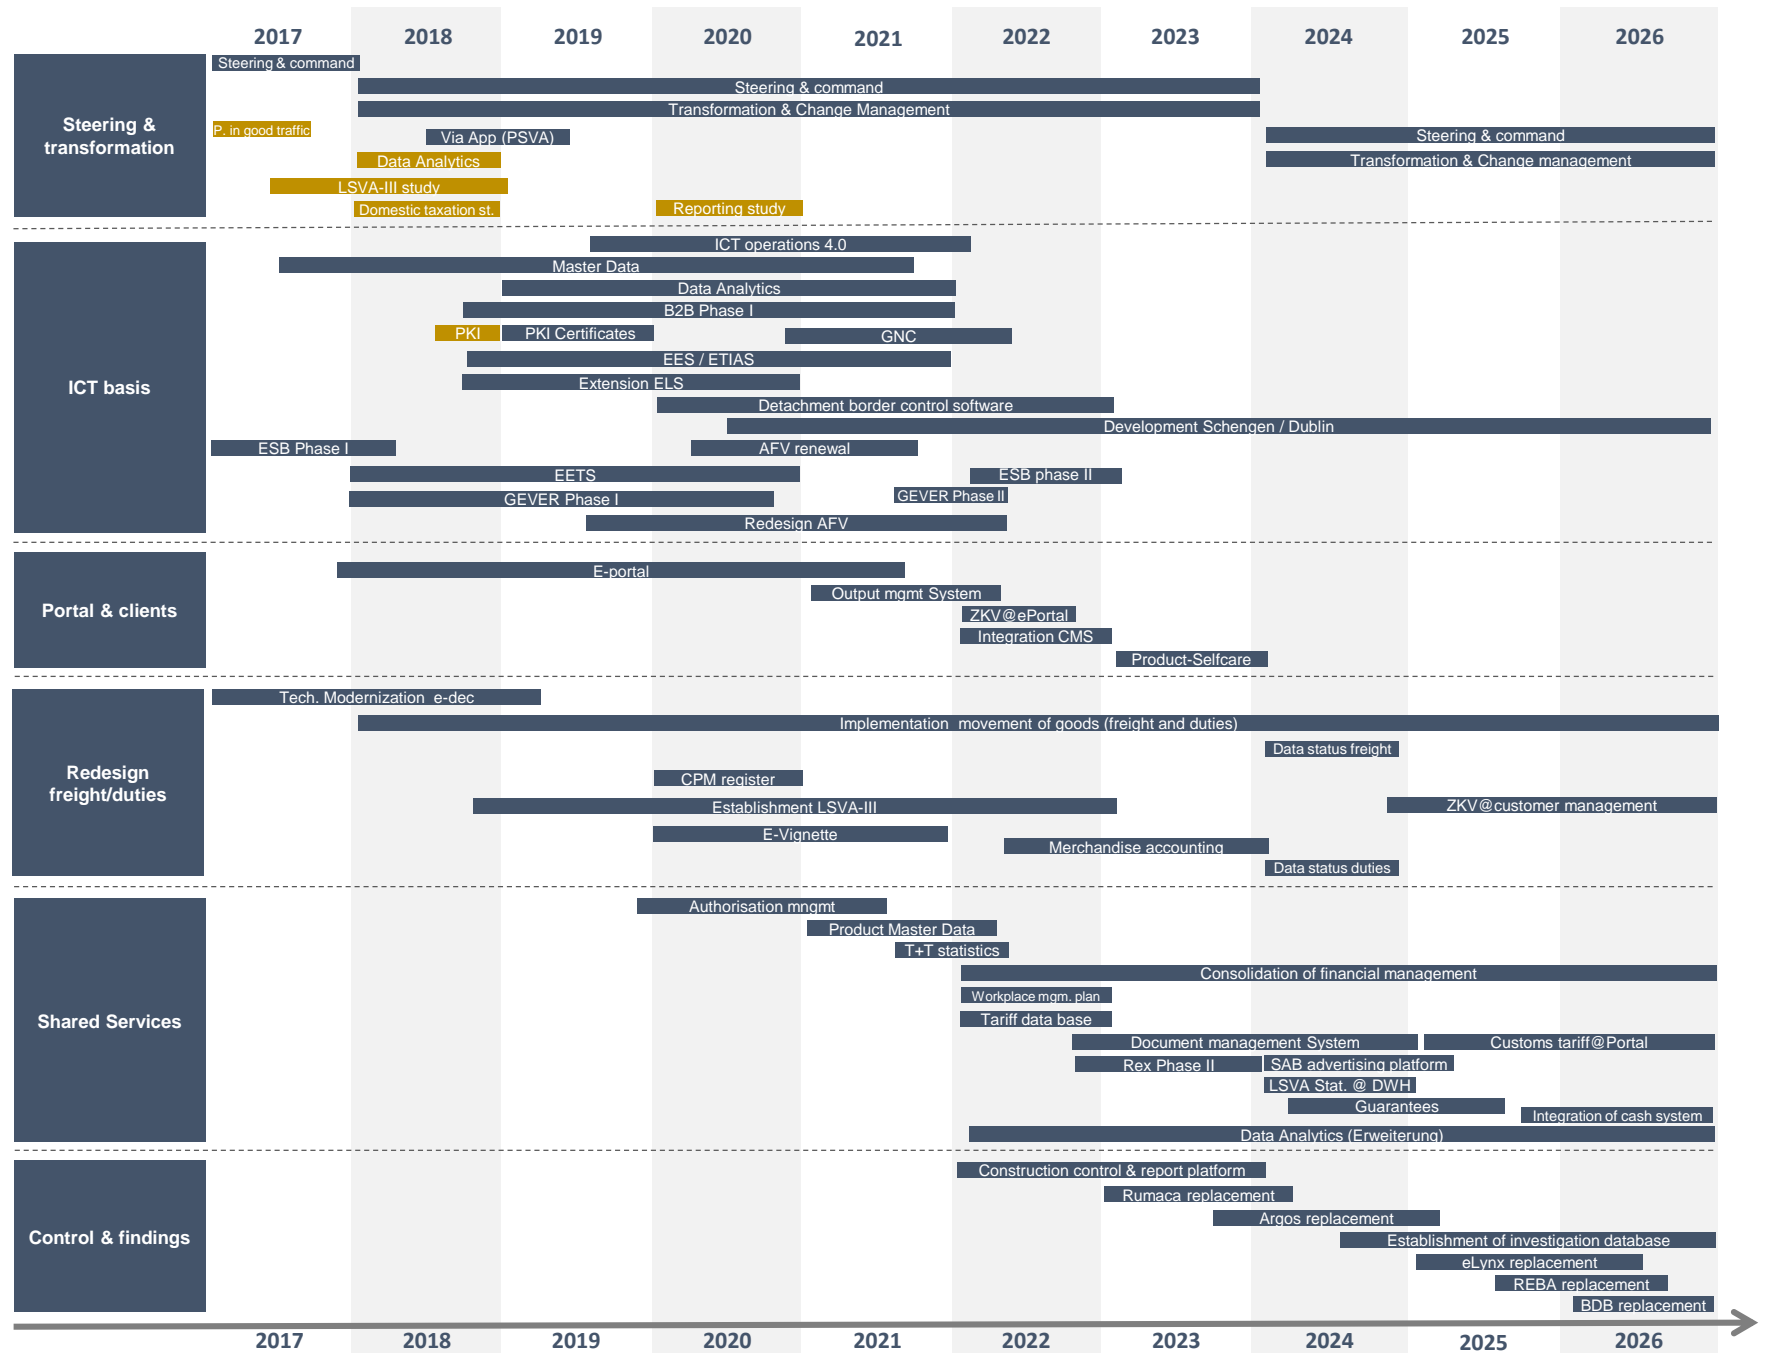 2017 2018 2019 2020 2021 2022 2023 2024 2025 2026
Steering & transformation
Steering & command
Steering & command
Transformation & Change Management
P. in good traffic
Via App (PSVA)
Steering & command
Data Analytics
Transformation & Change management
LSVA-III study
Domestic taxation st.
Reporting study
ICT basis
ICT operations 4.0
Master Data
Data Analytics
B2B Phase I
PKI
PKI Certificates
GNC
EES / ETIAS
Extension ELS
Detachment border control software
Development Schengen / Dublin
ESB Phase I
AFV renewal
EETS
ESB phase II
GEVER Phase I
GEVER Phase II
Redesign AFV
Portal & clients
E-portal
Output mgmt System
ZKV@ePortal
Integration CMS
Product-Selfcare
Redesign freight/duties
Tech. Modernization e-dec
Implementation movement of goods (freight and duties)
Data status freight
CPM register
Establishment LSVA-III
ZKV@customer management
E-Vignette
Merchandise accounting
Data status duties
Shared Services
Authorisation mngmt
Product Master Data
T+T statistics
Consolidation of financial management
Workplace mgm. plan
Tariff data base
Document management System
Customs tariff@Portal
Rex Phase II
SAB advertising platform
LSVA Stat. @ DWH
Guarantees
Integration of cash system
Data Analytics (Erweiterung)
Control & findings
Construction control & report platform
Rumaca replacement
Argos replacement
Establishment of investigation database
eLynx replacement
REBA replacement
BDB replacement
2017 2018 2019 2020 2021 2022 2023 2024 2025 2026